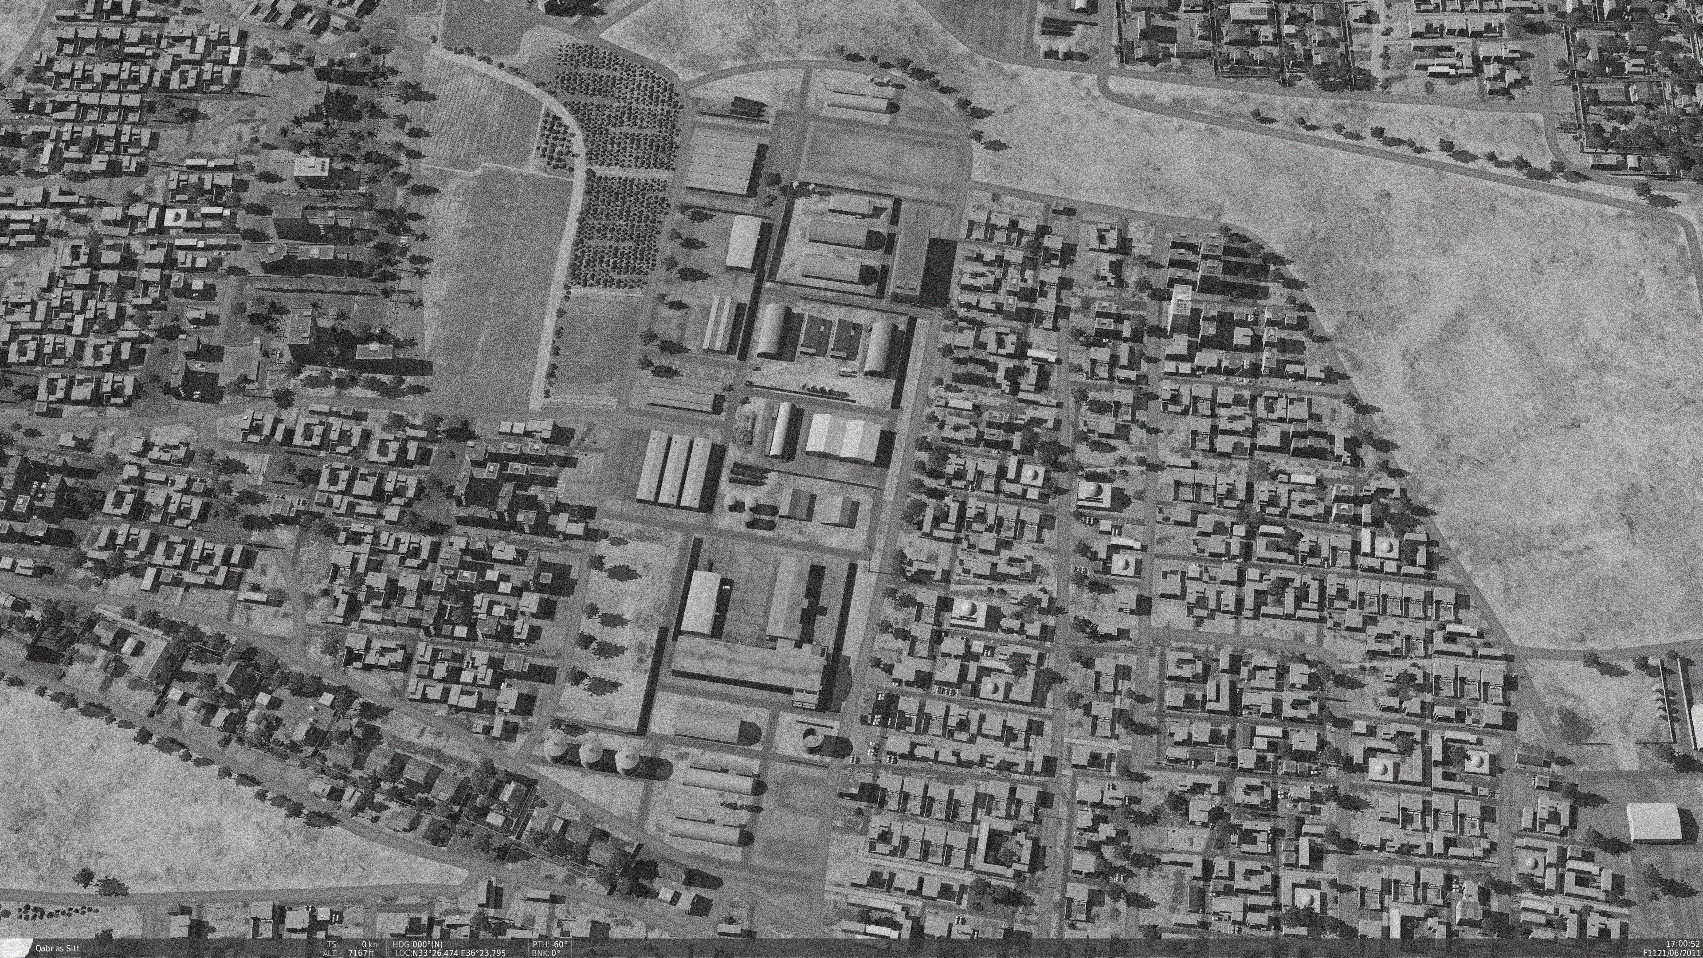 Qabr as Sitt
TS: 0 kn
ALT: 7167ft
HDG:000°(N)
LOC:N33°26.474 E36°23.795
PTH: -60°
BNK: 0°
17:00:52